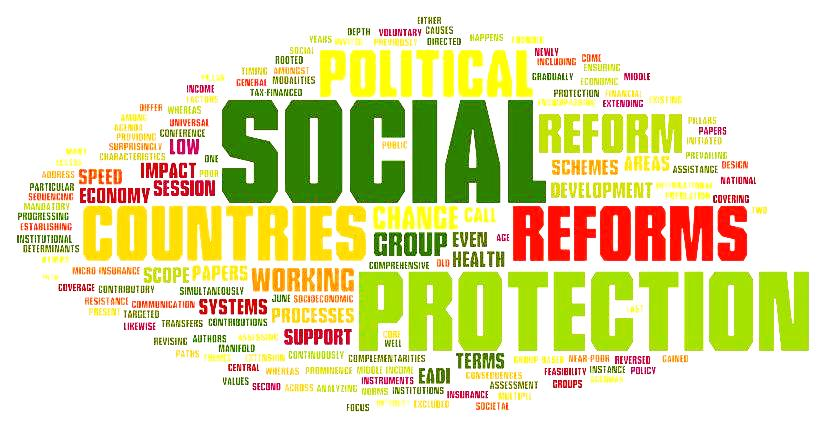 EITHER
DEPTH VOLUNTARY CAUSES
YEARS PREVIOUSLY DIRECTED HAPPENS
SOCIAL NEWLY
ROOTED INCLUDING COME
TIMING AMONGST POLITICAL ENSURING
GENERAL MODALITIES GRADUALLY ECONOMIC MIDDLE
INCOME TAX-FINANCED PROTECTION FINANCIAL
FACTORS EXTENDING EXISTING
DIFFER WHEREAS SOCIAL
AMONG UNIVERSAL REFORM PILLARS
AGENDA CONFERENCE PAPERS
PROVIDING LOW PUBLIC INITIATED
SURPRISINGLY
CHARACTERISTICS ONE PREVAILING
ADDRESS SPEED IMPACT POOR SCHEMES AREAS ASSISTANCE DESIGN
PARTICULAR ECONOMY SESSION DEVELOPMENT NATIONAL
SEQUENCING COVERING
MANDATORY
PROGRESSING COUNTRIES CHANGE CALL REFORMS TWO
ESTABLISHING
INSTITUTIONAL GROUP EVEN AGE
DETERMINANTS HEALTH
COMPREHENSIVE
MICRO INSURANCE SCOPE PAPERS WORKING PROTECTION
COVERAGE CONTRIBUTORY SIMULTANEOUSLY
RESISTANCE COMMUNICATION SYSTEMS JUNE SOCIOECONOMIC
PRESENT TARGETED PROCESSES LAST
LIKEWISE TRANSFERS CONTRIBUTIONS
REVISING AUTHORS SUPPORT CORE
MANIFOLD WELL
PATHS CONTINUOUSLY COMPLEMENTARITIES TERMS GROUP-BASED NEAR-POOR REVERSED GAINED
CENTRAL WHEREAS PROMINENCE MIDDLE INCOME EADI CONSEQUENCES FEASIBILITY INSTANCE POLICY
VALUES SECOND ACROSS ANALYZING NORMS INSTRUMENTS INSTITUTIONS ASSESSMENT GROUPS
INSURANCE MULTIPLE
FOCUS EXCLUDED SOCIETAL